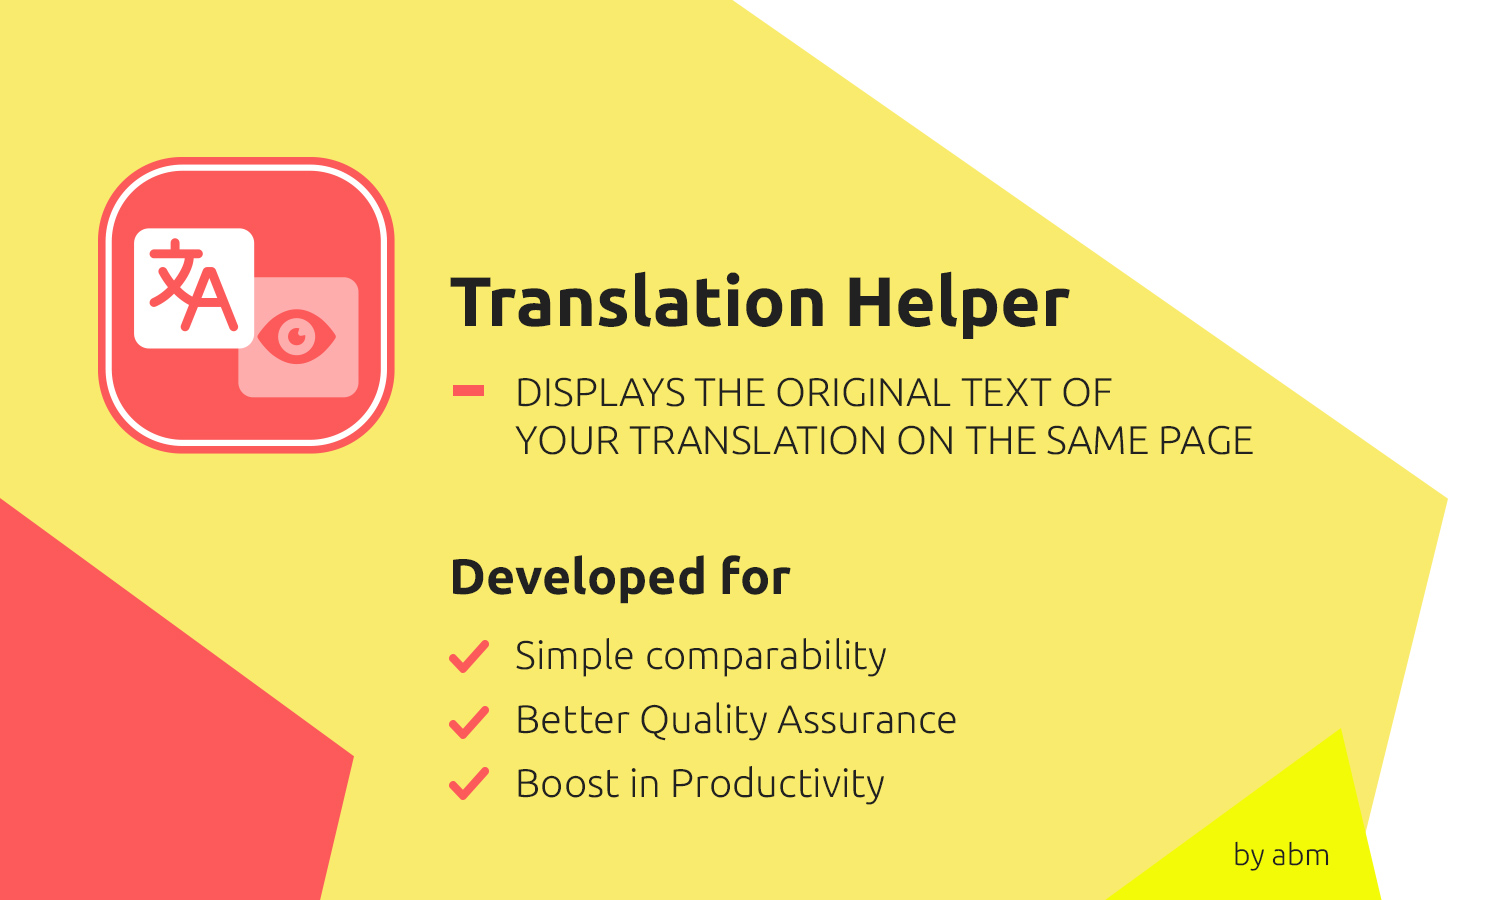 文A
Translation Helper
DISPLAYS THE ORIGINAL TEXT OF
YOUR TRANSLATION ON THE SAME PAGE
Developed for
Simple comparability
Better Quality Assurance
Boost in Productivity
by abm